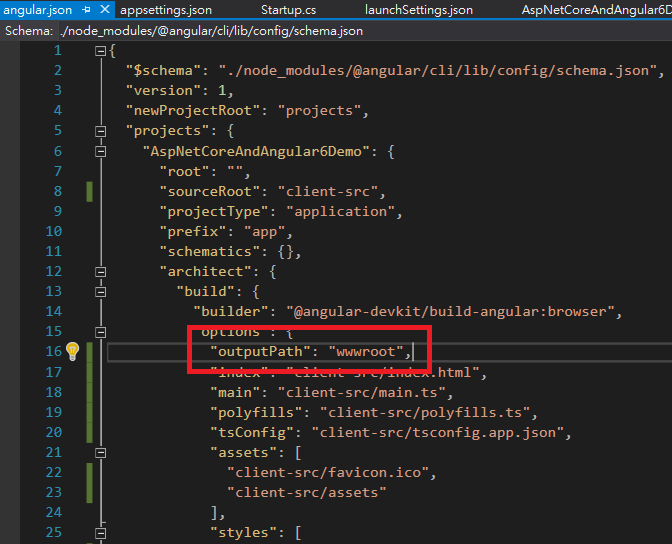 angular.json appsettings.json Startup.cs launchSettings.json AspNetCoreAndAngular6D
Schema: ./node_modules/@angular/cli/lib/config/schema.json
1 {
2 "$schema": "./node_modules/@angular/cli/lib/config/schema.json",
3 "version": 1,
4 "newProjectRoot": "projects",
5 "projects": {
6 "AspNetCoreAndAngular6Demo": {
7 "root": "",
8 "sourceRoot": "client-src",
9 "projectType": "application",
10 "prefix": "app",
11 "schematics": {},
12 "architect": {
13 "build": {
14 "builder": "@angular-devkit/build-angular:browser",
15 "options": {
16 "outputPath": "wwwroot",
17 "index": "client-src/index.html",
18 "main": "client-src/main.ts",
19 "polyfills": "client-src/polyfills.ts",
20 "tsConfig": "client-src/tsconfig.app.json",
21 "assets": [
22 "client-src/favicon.ico",
23 "client-src/assets"
24 ],
25 "styles": [